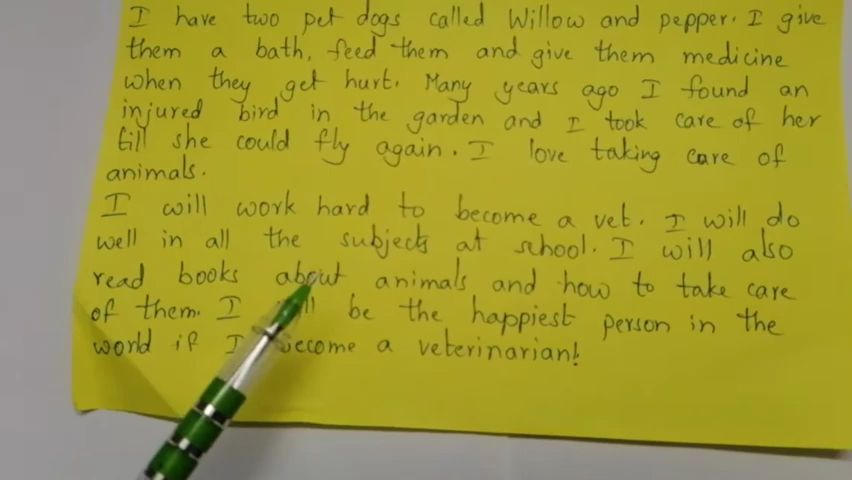 I have two pet dogs called Willow and pepper. I give
them a bath, feed them and give them medicine
when they get hurt. Many years ago I found an
injured bird in the garden and I took care of her
till she could fly again. I love taking care of
animals.
I will work hard to become a vet. I will do
well in all the subjects at school. I will also
read books about animals and how to take care
of them. I will be the happiest person in the
world if I become a veterinarian!